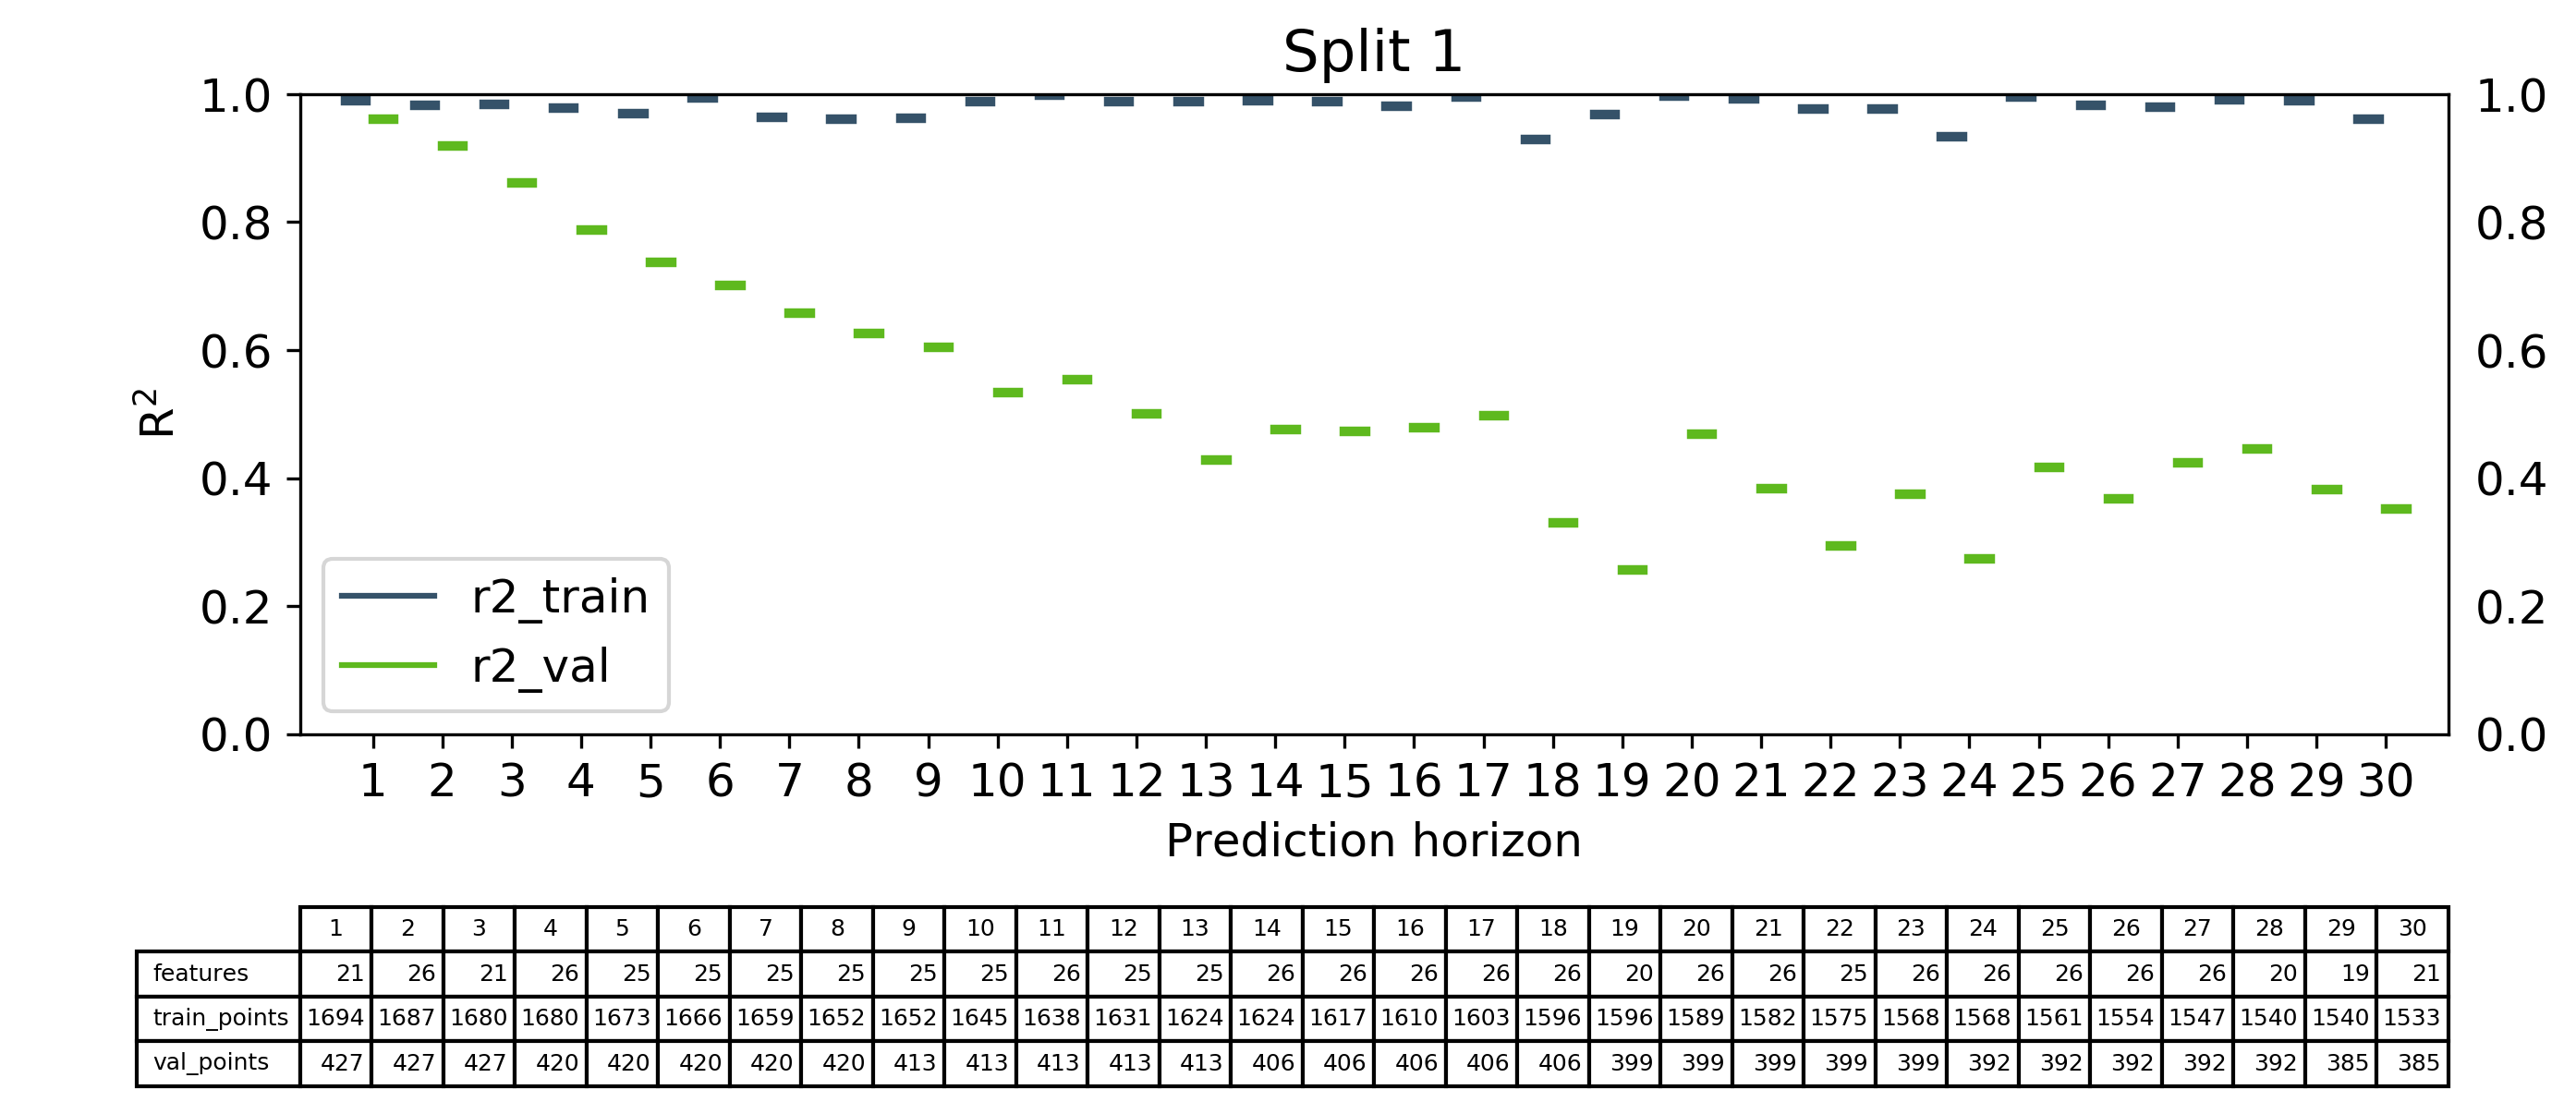 Split 1
1.0 1.0
0.8 0.8
0.6 0.6
R²
0.4 0.4
0.2 0.2
0.0 0.0
r2_train
r2_val
1 2 3 4 5 6 7 8 9 10 11 12 13 14 15 16 17 18 19 20 21 22 23 24 25 26 27 28 29 30
Prediction horizon
1 2 3 4 5 6 7 8 9 10 11 12 13 14 15 16 17 18 19 20 21 22 23 24 25 26 27 28 29 30
features 21 26 21 26 25 25 25 25 25 25 26 25 25 26 26 26 26 26 20 26 26 25 26 26 26 26 26 20 19 21
train_points 1694 1687 1680 1680 1673 1666 1659 1652 1652 1645 1638 1631 1624 1624 1617 1610 1603 1596 1596 1589 1582 1575 1568 1568 1561 1554 1547 1540 1540 1533
val_points 427 427 427 420 420 420 420 420 413 413 413 413 413 406 406 406 406 406 399 399 399 399 399 392 392 392 392 392 385 385